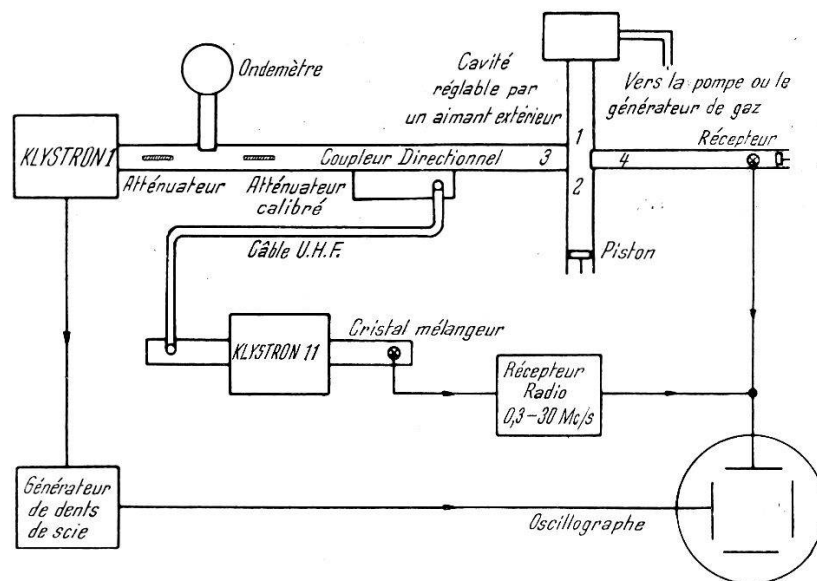 Ondemètre
Cavité
réglable par
un aimant extérieur
Vers la pompe ou le
générateur de gaz
KLYSTRON I
Atténuateur
Atténuateur
calibré
Coupleur Directionnel
3
1
2
4
Récepteur
Câble U.H.F.
Piston
KLYSTRON 11
Cristal mélangeur
Récepteur
Radio
0,3-30 Mc/s
Générateur
de dents
de scie
Oscillographe